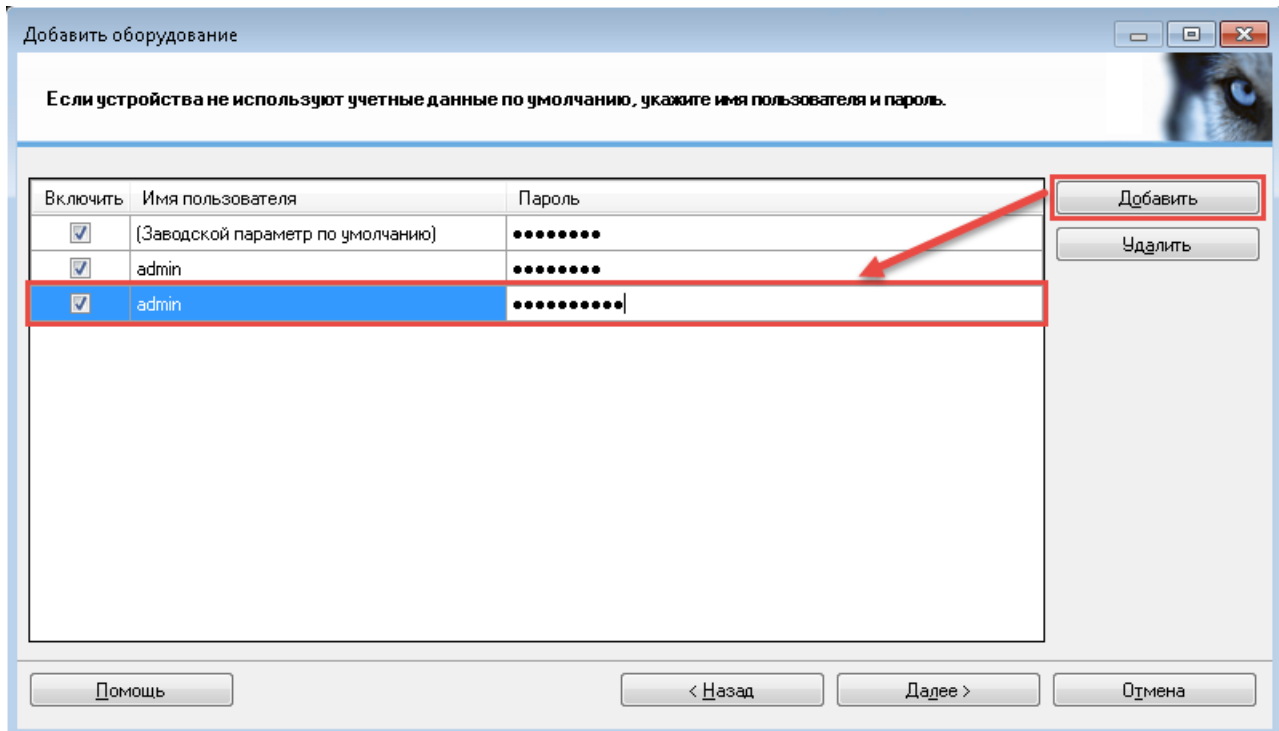 Добавить оборудование
Если устройства не используют учетные данные по умолчанию, укажите имя пользователя и пароль.
Включить Имя пользователя Пароль
Добавить
(Заводской параметр по умолчанию) ●●●●●●●●
Удалить
admin ●●●●●●●●
admin ●●●●●●●●●●
Помощь
< Назад
Далее >
Отмена